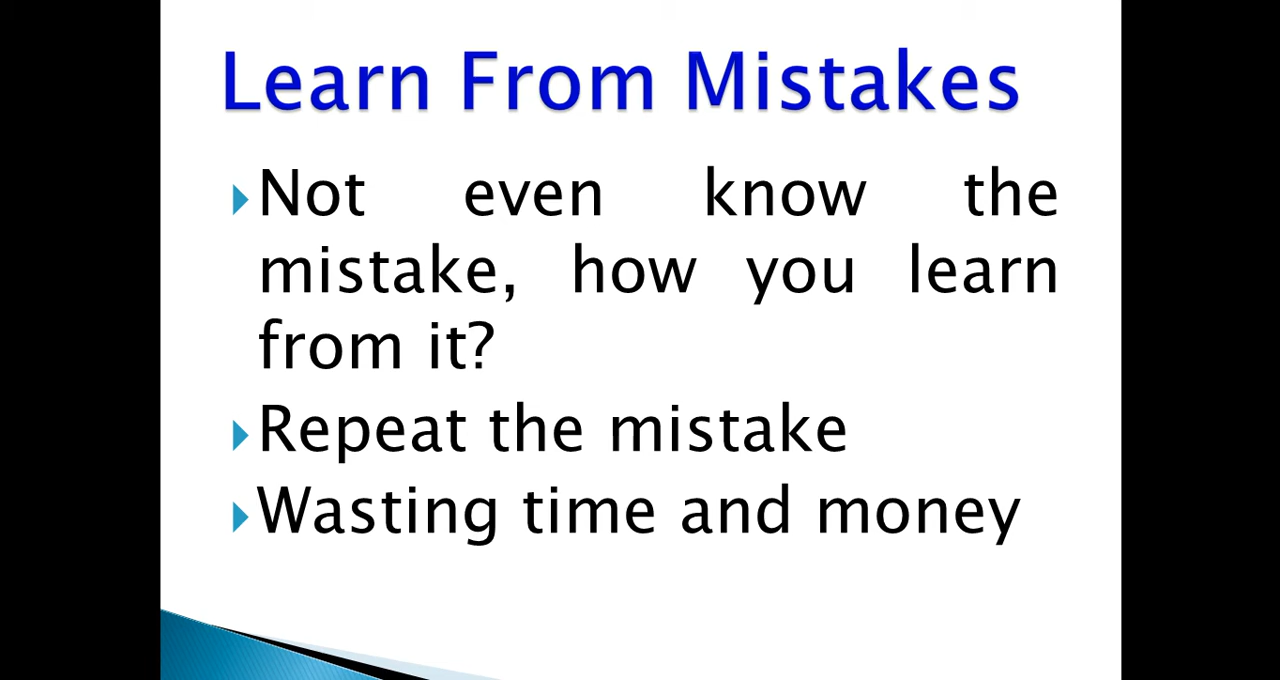 Learn From Mistakes
Not even know the
mistake, how you learn
from it?
Repeat the mistake
Wasting time and money